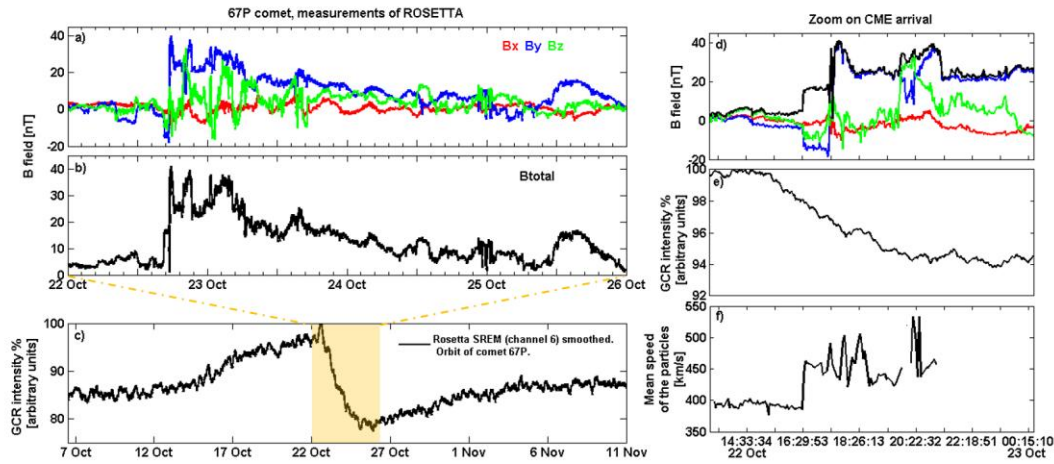 67P comet, measurements of ROSETTA
a)
Bx By Bz
40
20
0
-20
B field [nT]
b)
Btotal
50
40
30
20
10
0
22 Oct 23 Oct 24 Oct 25 Oct 26 Oct
c)
Rosetta SREM (channel 6) smoothed.
Orbit of comet 67P.
GCR intensity %
[arbitrary units]
100
90
80
7 Oct 12 Oct 17 Oct 22 Oct 27 Oct 1 Nov 6 Nov 11 Nov
Zoom on CME arrival
d)
B field [nT]
40
20
0
-20
e)
GCR intensity %
[arbitrary units]
100
98
96
94
92
f)
Mean speed
of the particles
[km/s]
550
500
450
400
350
14:33:34 16:29:53 18:26:13 20:22:32 22:18:51 00:15:10
22 Oct 23 Oct